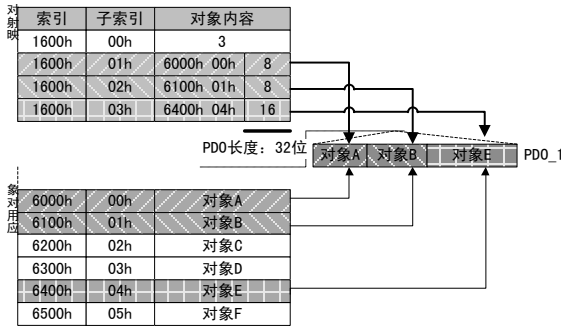 对射映
索引 子索引 对象内容
1600h 00h 3
1600h 01h 6000h 00h 8
1600h 02h 6100h 01h 8
1600h 03h 6400h 04h 16
PDO长度：32位
对象A 对象B 对象E PDO_1
象对用应
6000h 00h 对象A
6100h 01h 对象B
6200h 02h 对象C
6300h 03h 对象D
6400h 04h 对象E
6500h 05h 对象F